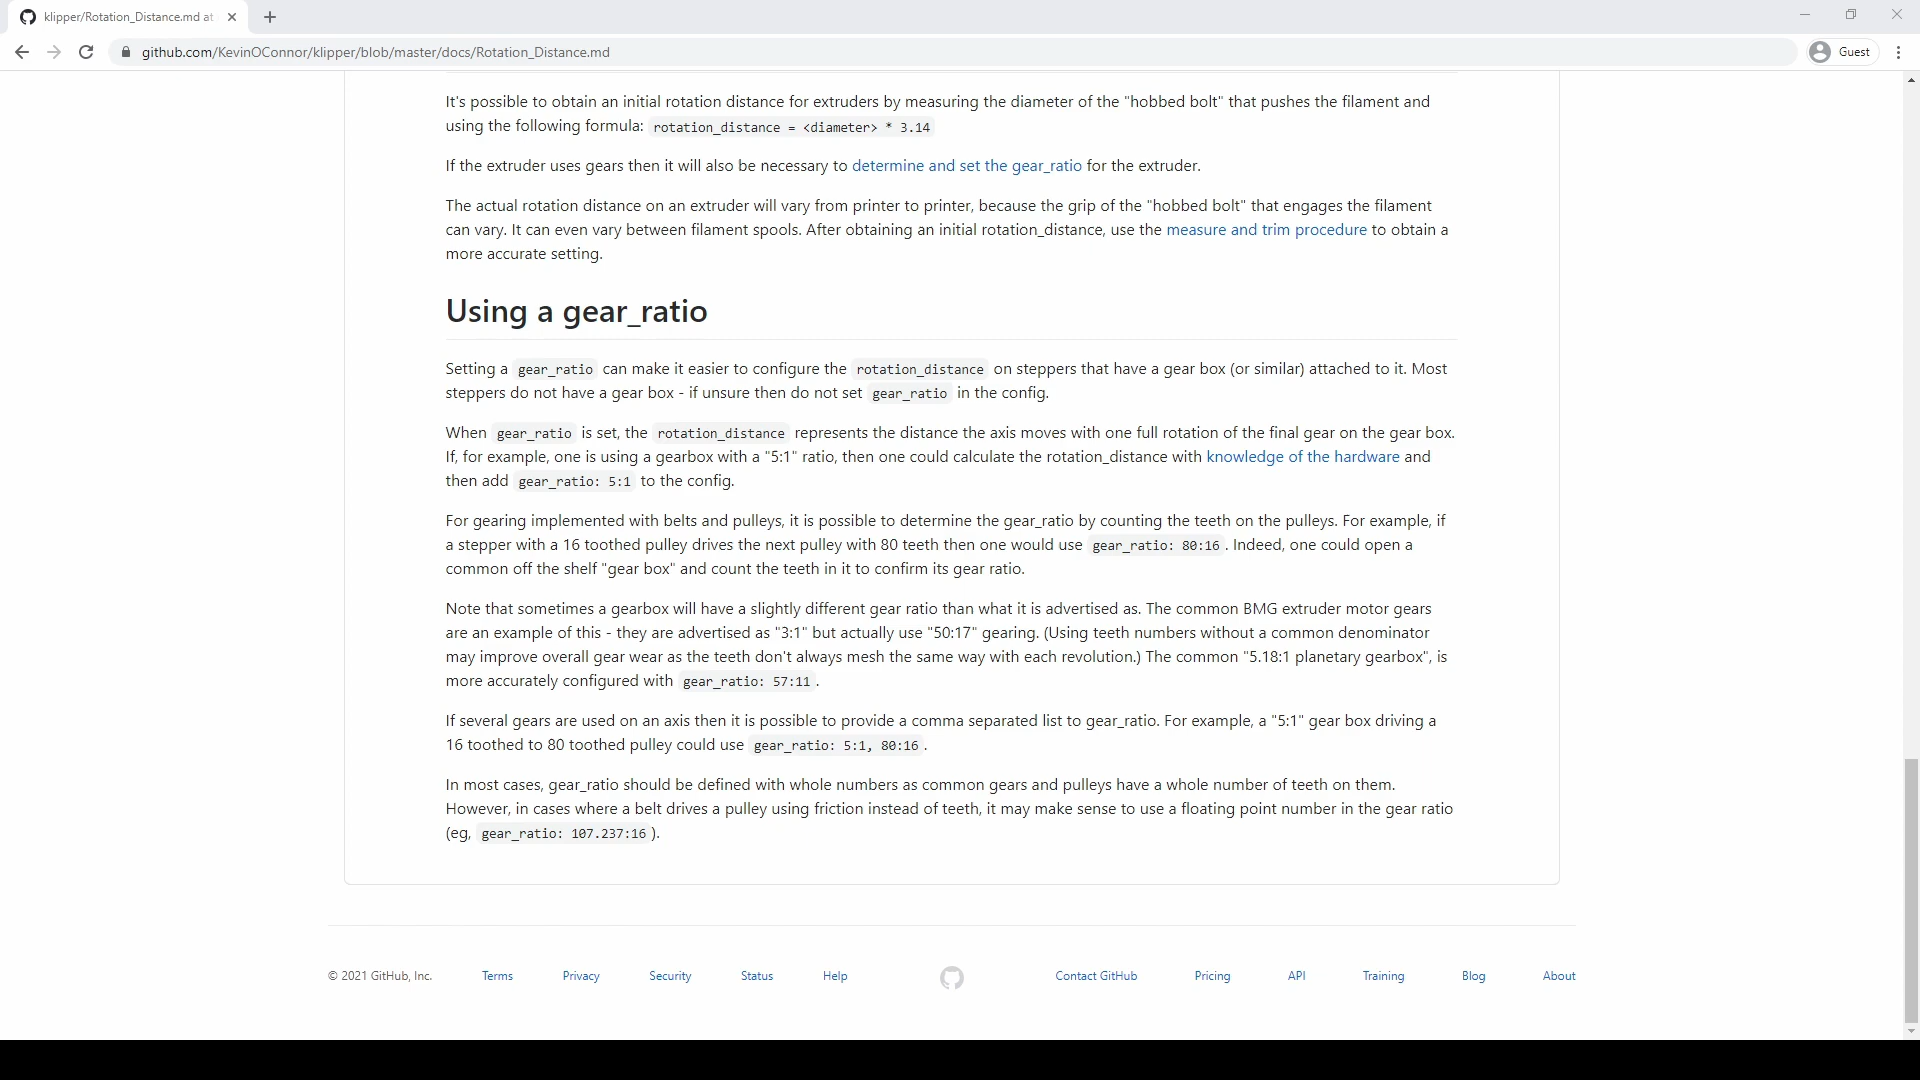 klipper/Rotation_Distance.md at
github.com/KevinOConnor/klipper/blob/master/docs/Rotation_Distance.md
Guest
It's possible to obtain an initial rotation distance for extruders by measuring the diameter of the "hobbed bolt" that pushes the filament and
using the following formula: rotation_distance = <diameter> * 3.14
If the extruder uses gears then it will also be necessary to determine and set the gear_ratio for the extruder.
The actual rotation distance on an extruder will vary from printer to printer, because the grip of the "hobbed bolt" that engages the filament
can vary. It can even vary between filament spools. After obtaining an initial rotation_distance, use the measure and trim procedure to obtain a
more accurate setting.
Using a gear_ratio
Setting a gear_ratio can make it easier to configure the rotation_distance on steppers that have a gear box (or similar) attached to it. Most
steppers do not have a gear box - if unsure then do not set gear_ratio in the config.
When gear_ratio is set, the rotation_distance represents the distance the axis moves with one full rotation of the final gear on the gear box.
If, for example, one is using a gearbox with a "5:1" ratio, then one could calculate the rotation_distance with knowledge of the hardware and
then add gear_ratio: 5:1 to the config.
For gearing implemented with belts and pulleys, it is possible to determine the gear_ratio by counting the teeth on the pulleys. For example, if
a stepper with a 16 toothed pulley drives the next pulley with 80 teeth then one would use gear_ratio: 80:16. Indeed, one could open a
common off the shelf "gear box" and count the teeth in it to confirm its gear ratio.
Note that sometimes a gearbox will have a slightly different gear ratio than what it is advertised as. The common BMG extruder motor gears
are an example of this - they are advertised as "3:1" but actually use "50:17" gearing. (Using teeth numbers without a common denominator
may improve overall gear wear as the teeth don't always mesh the same way with each revolution.) The common "5.18:1 planetary gearbox", is
more accurately configured with gear_ratio: 57:11.
If several gears are used on an axis then it is possible to provide a comma separated list to gear_ratio. For example, a "5:1" gear box driving a
16 toothed to 80 toothed pulley could use gear_ratio: 5:1, 80:16.
In most cases, gear_ratio should be defined with whole numbers as common gears and pulleys have a whole number of teeth on them.
However, in cases where a belt drives a pulley using friction instead of teeth, it may make sense to use a floating point number in the gear ratio
(eg, gear_ratio: 107.237:16).
© 2021 GitHub, Inc. Terms Privacy Security Status Help Contact GitHub Pricing API Training Blog About